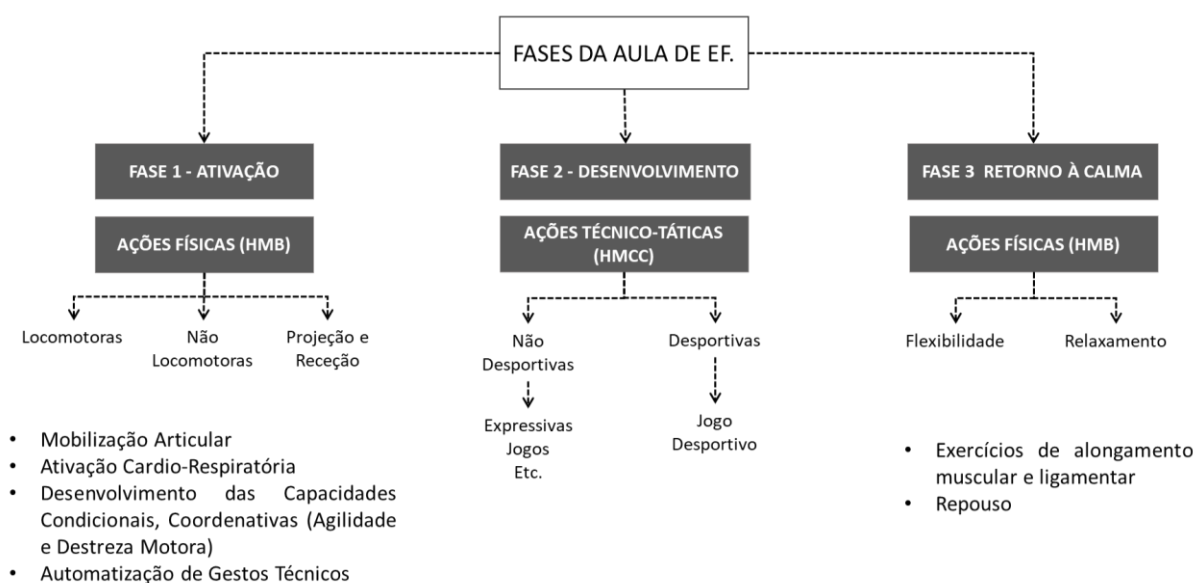 FASES DA AULA DE EF.
FASE 1 - ATIVAÇÃO
AÇÕES FÍSICAS (HMB)
Locomotoras
Não
Locomotoras
Projeção e
Receção
• Mobilização Articular
• Ativação Cardio-Respiratória
• Desenvolvimento das Capacidades
Condicionais, Coordenativas (Agilidade
e Destreza Motora)
• Automatização de Gestos Técnicos
FASE 2 - DESENVOLVIMENTO
AÇÕES TÉCNICO-TÁTICAS
(HMCC)
Não
Desportivas
Expressivas
Jogos
Etc.
Desportivas
Jogo
Desportivo
FASE 3 RETORNO À CALMA
AÇÕES FÍSICAS (HMB)
Flexibilidade
Relaxamento
• Exercícios de alongamento
muscular e ligamentar
• Repouso